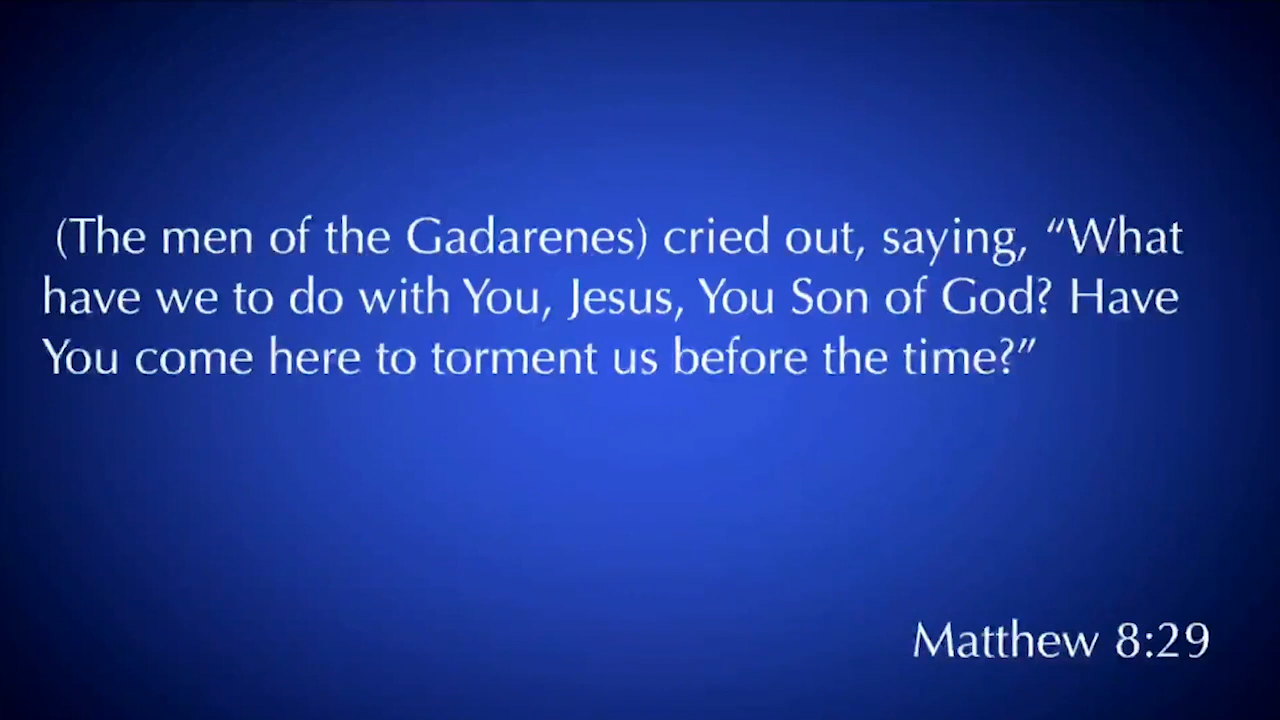 (The men of the Gadarenes) cried out, saying, “What
have we to do with You, Jesus, You Son of God? Have
You come here to torment us before the time?”
Matthew 8:29